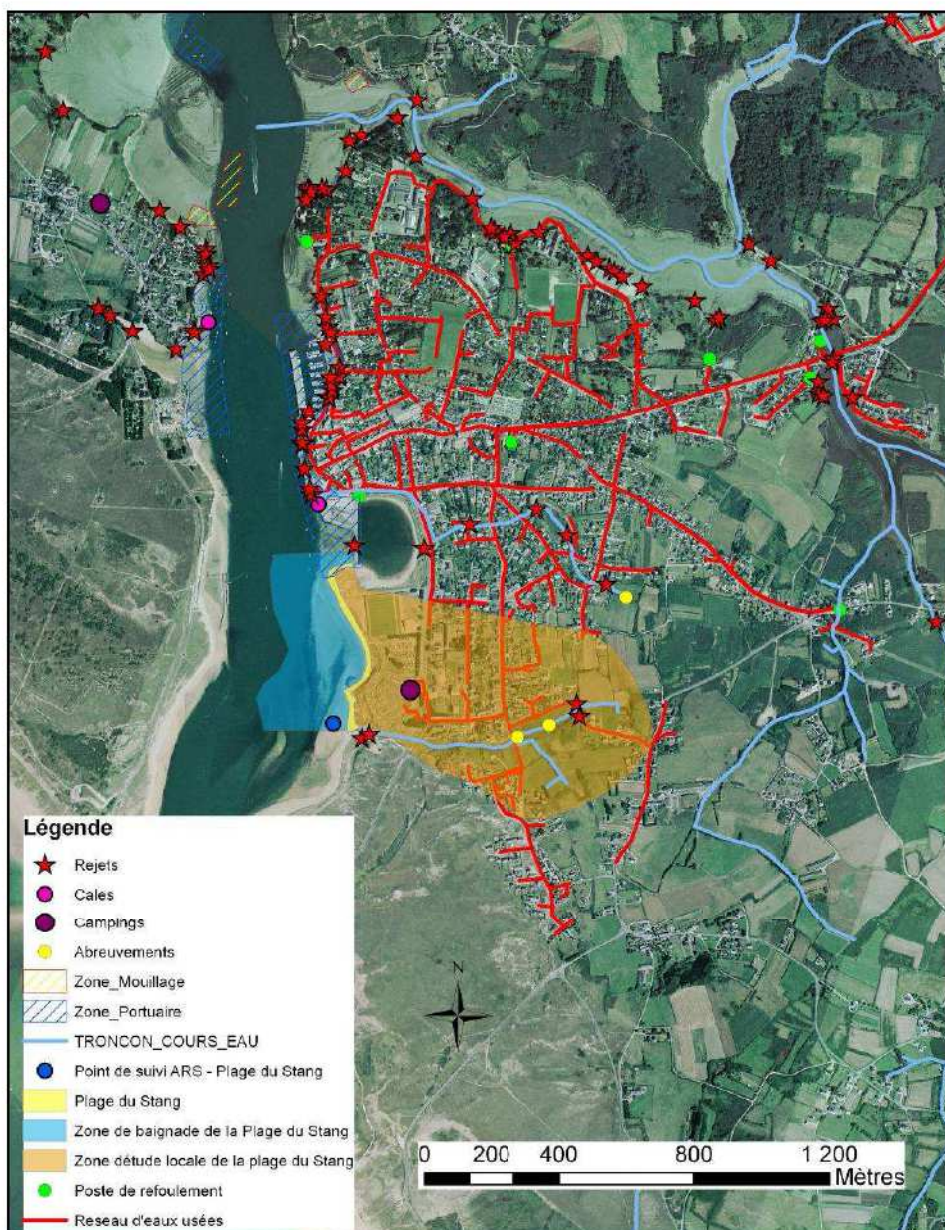 N
Légende
Rejets
Cales
Campings
Abreuvements
Zone_Mouillage
Zone_Portuaire
TRONCON_COURS_EAU
Point de suivi ARS - Plage du Stang
Plage du Stang
Zone de baignade de la Plage du Stang
Zone détude locale de la plage du Stang
Poste de refoulement
Reseau d'eaux usées
0 200 400 800 1 200
Mètres